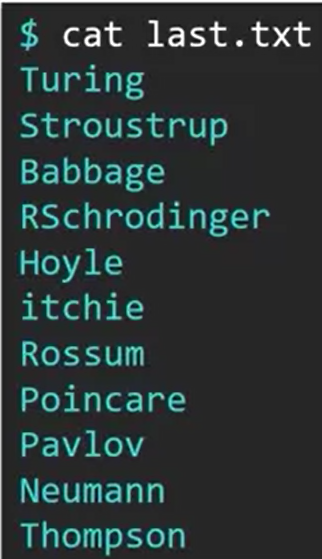 $ cat last.txt
Turing
Stroustrup
Babbage
RSchrodinger
Hoyle
itchie
Rossum
Poincare
Pavlov
Neumann
Thompson